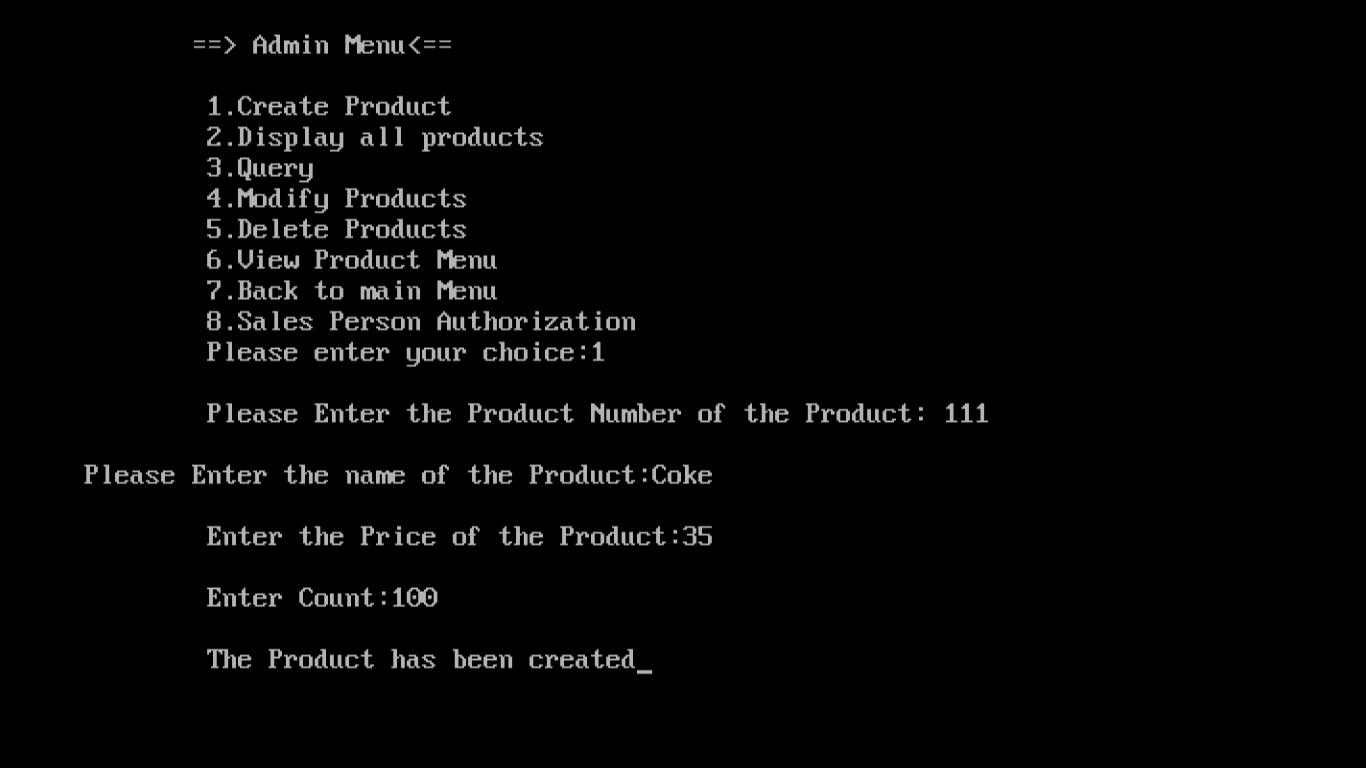 ==> Admin Menu<==
1.Create Product
2.Display all products
3.Query
4.Modify Products
5.Delete Products
6.View Product Menu
7.Back to main Menu
8.Sales Person Authorization
Please enter your choice:1
Please Enter the Product Number of the Product: 111
Please Enter the name of the Product:Coke
Enter the Price of the Product:35
Enter Count:100
The Product has been created_